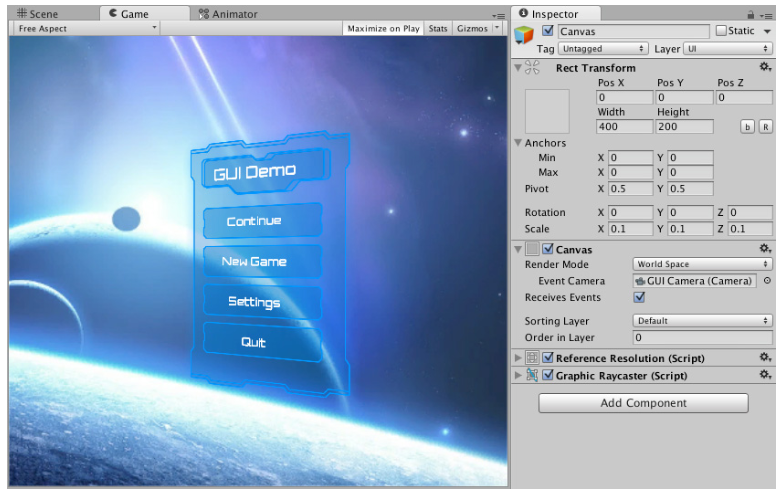 Scene Game Animator
Free Aspect Maximize on Play Stats Gizmos
GUI Demo
Continue
New Game
Settings
Quit
Inspector
Canvas Static
Tag Untagged Layer UI
Rect Transform
Pos X Pos Y Pos Z
0 0 0
Width Height
400 200 b R
Anchors
Min X 0 Y 0
Max X 0 Y 0
Pivot X 0.5 Y 0.5
Rotation X 0 Y 0 Z 0
Scale X 0.1 Y 0.1 Z 0.1
Canvas
Render Mode World Space
Event Camera GUI Camera (Camera)
Receives Events
Sorting Layer Default
Order in Layer 0
Reference Resolution (Script)
Graphic Raycaster (Script)
Add Component